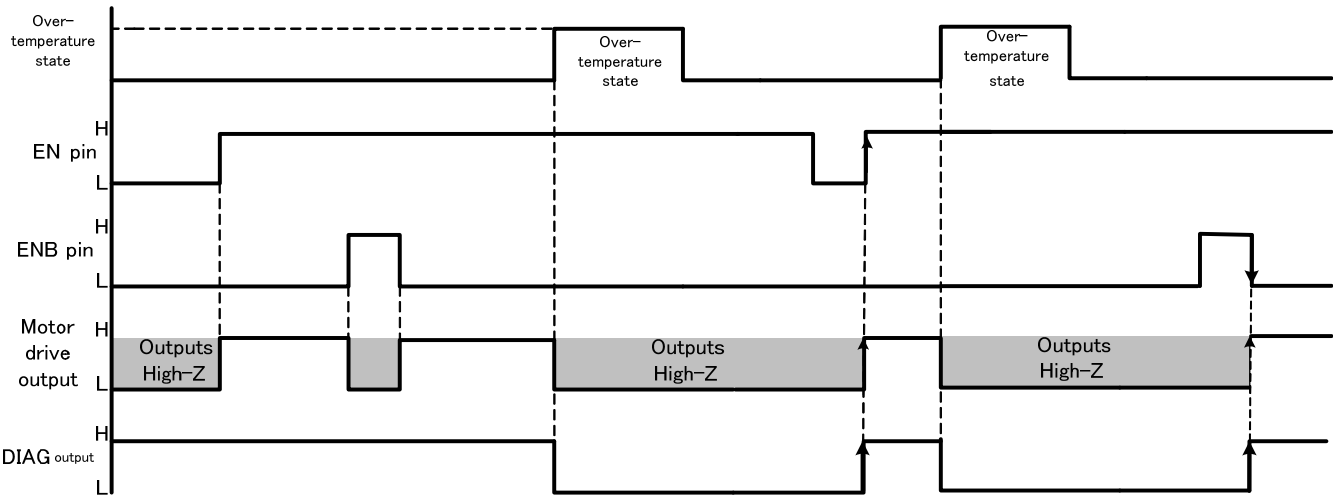 Over-
temperature
state
Over-
temperature
state
Over-
temperature
state
H
EN pin
L
H
ENB pin
L
Motor
drive
output
H
L
Outputs
High-Z
Outputs
High-Z
Outputs
High-Z
H
DIAG output
L